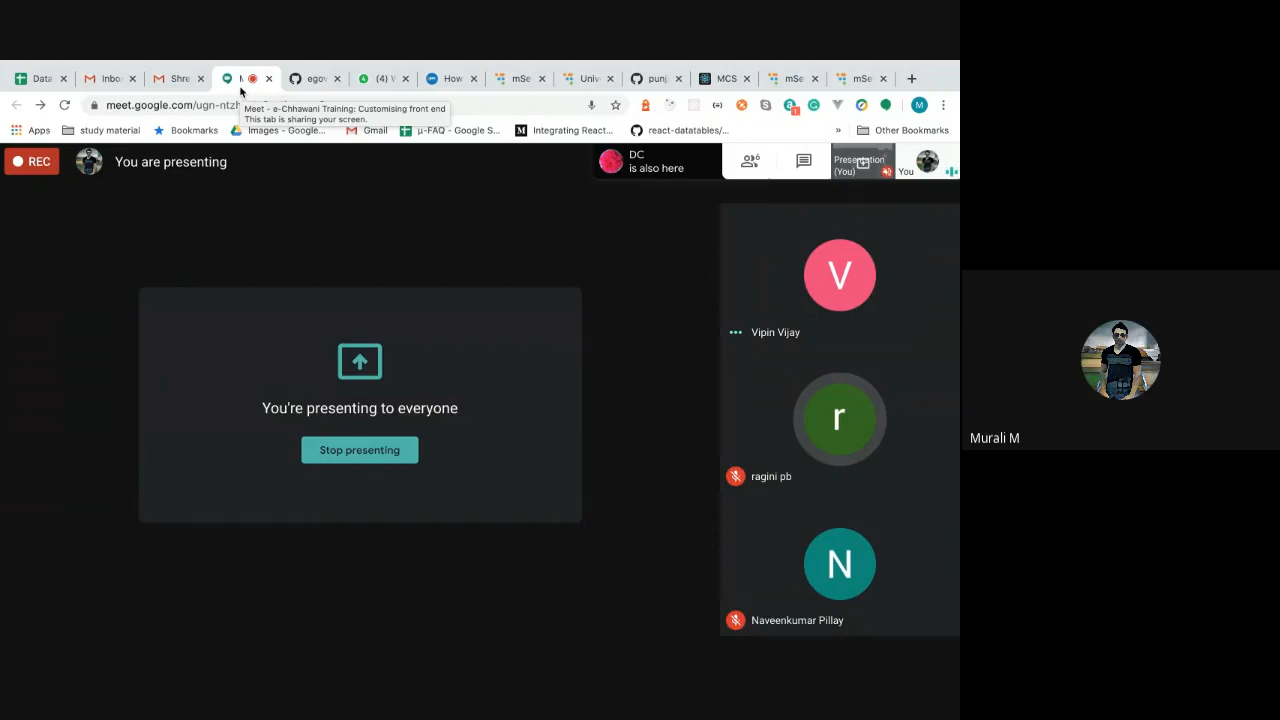 Data
Inbo
Shre
M
egov
(4) W
How
mSe
Univ
punj
MCS
mSe
mSe
meet.google.com/ugn-ntzh
Meet - e-Chhawani Training: Customising front end
This tab is sharing your screen.
Apps
study material
Bookmarks
Images - Google...
Gmail
μ-FAQ - Google S...
Integrating React...
react-datatables/...
»
Other Bookmarks
REC
You are presenting
DC
is also here
6
Presentation
(You)
You
V
Vipin Vijay
You're presenting to everyone
Stop presenting
r
ragini pb
N
Naveenkumar Pillay
Murali M